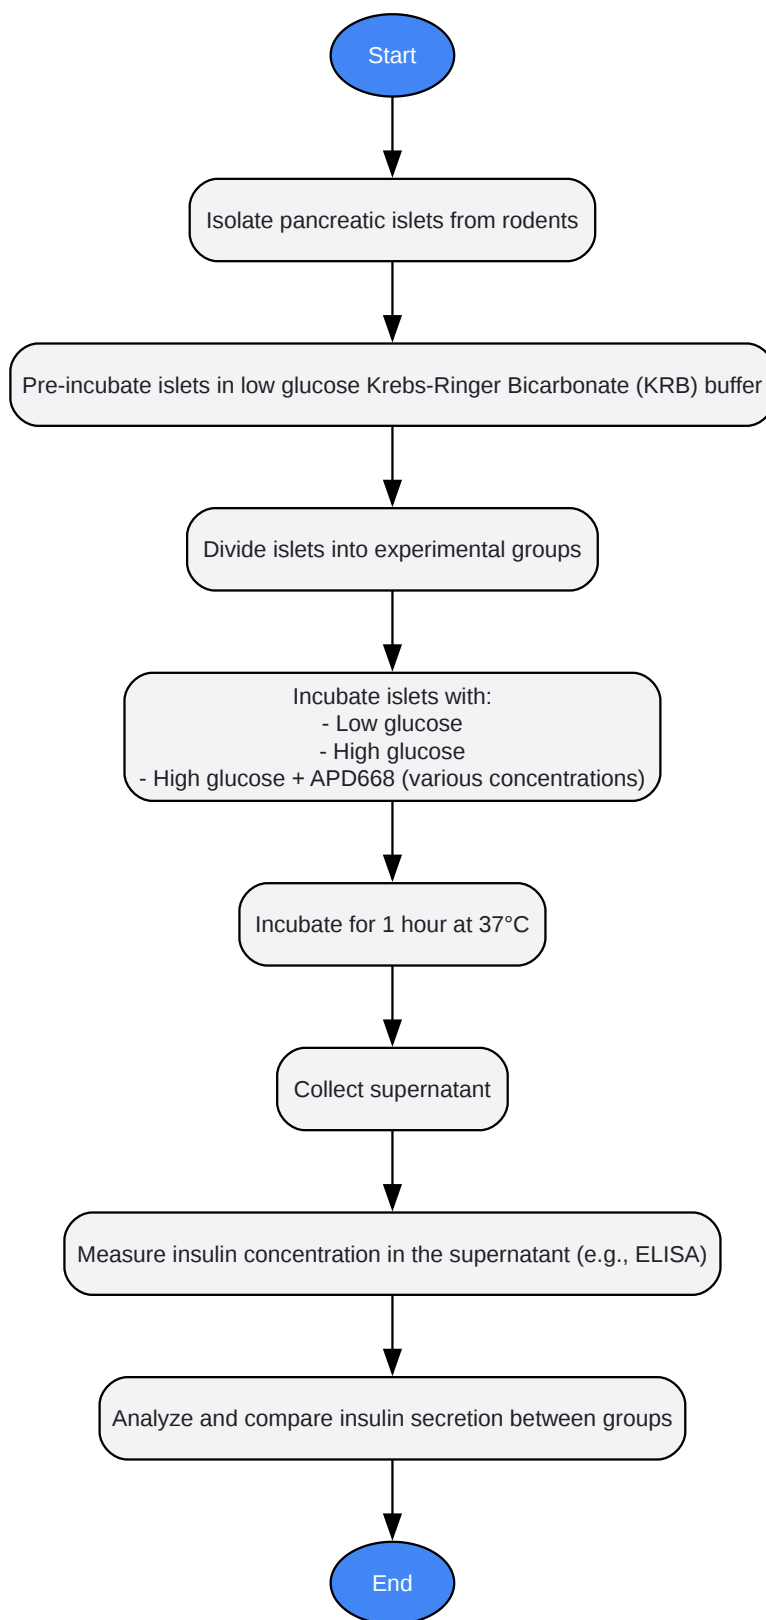 Start
Isolate pancreatic islets from rodents
Pre-incubate islets in low glucose Krebs-Ringer Bicarbonate (KRB) buffer
Divide islets into experimental groups
Incubate islets with:
- Low glucose
- High glucose
- High glucose + APD668 (various concentrations)
Incubate for 1 hour at 37°C
Collect supernatant
Measure insulin concentration in the supernatant (e.g., ELISA)
Analyze and compare insulin secretion between groups
End